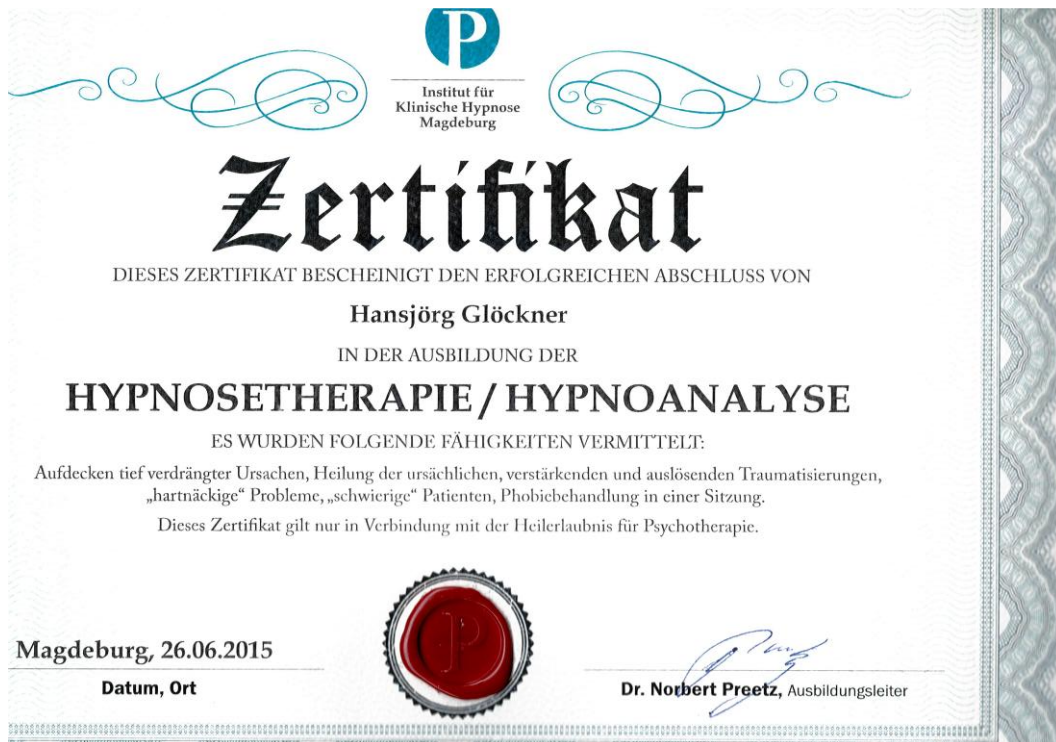 P
Institut für
Klinische Hypnose
Magdeburg
Zertifikat
DIESES ZERTIFIKAT BESCHEINIGT DEN ERFOLGREICHEN ABSCHLUSS VON
Hansjörg Glöckner
IN DER AUSBILDUNG DER
HYPNOSETHERAPIE / HYPNOANALYSE
ES WURDEN FOLGENDE FÄHIGKEITEN VERMITTELT:
Aufdecken tief verdrängter Ursachen, Heilung der ursächlichen, verstärkenden und auslösenden Traumatisierungen,
„hartnäckige“ Probleme, „schwierige“ Patienten, Phobiebehandlung in einer Sitzung.
Dieses Zertifikat gilt nur in Verbindung mit der Heilerlaubnis für Psychotherapie.
P
Magdeburg, 26.06.2015
Datum, Ort
Dr. Norbert Preetz, Ausbildungsleiter